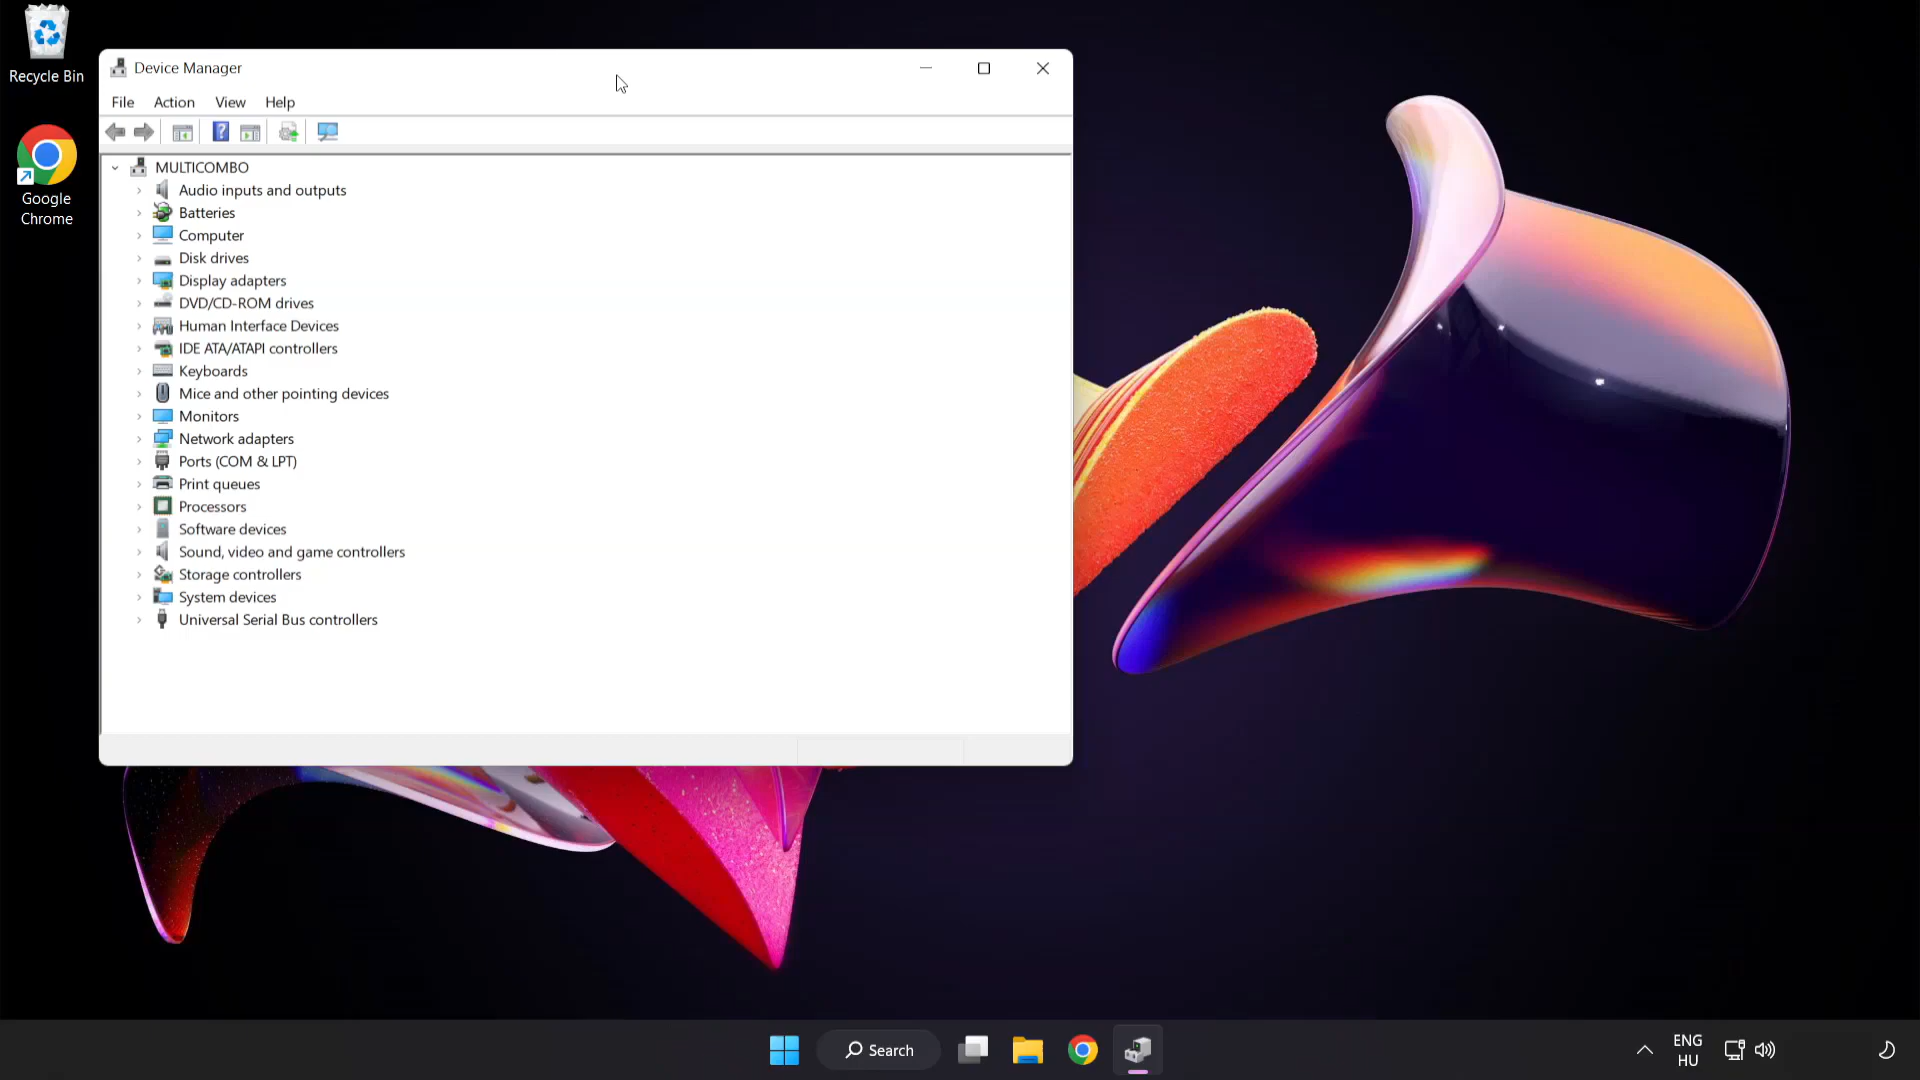 Recycle Bin
Google
Chrome
Device Manager
File Action View Help
MULTICOMBO
Audio inputs and outputs
Batteries
Computer
Disk drives
Display adapters
DVD/CD-ROM drives
Human Interface Devices
IDE ATA/ATAPI controllers
Keyboards
Mice and other pointing devices
Monitors
Network adapters
Ports (COM & LPT)
Print queues
Processors
Software devices
Sound, video and game controllers
Storage controllers
System devices
Universal Serial Bus controllers
Search
ENG
HU